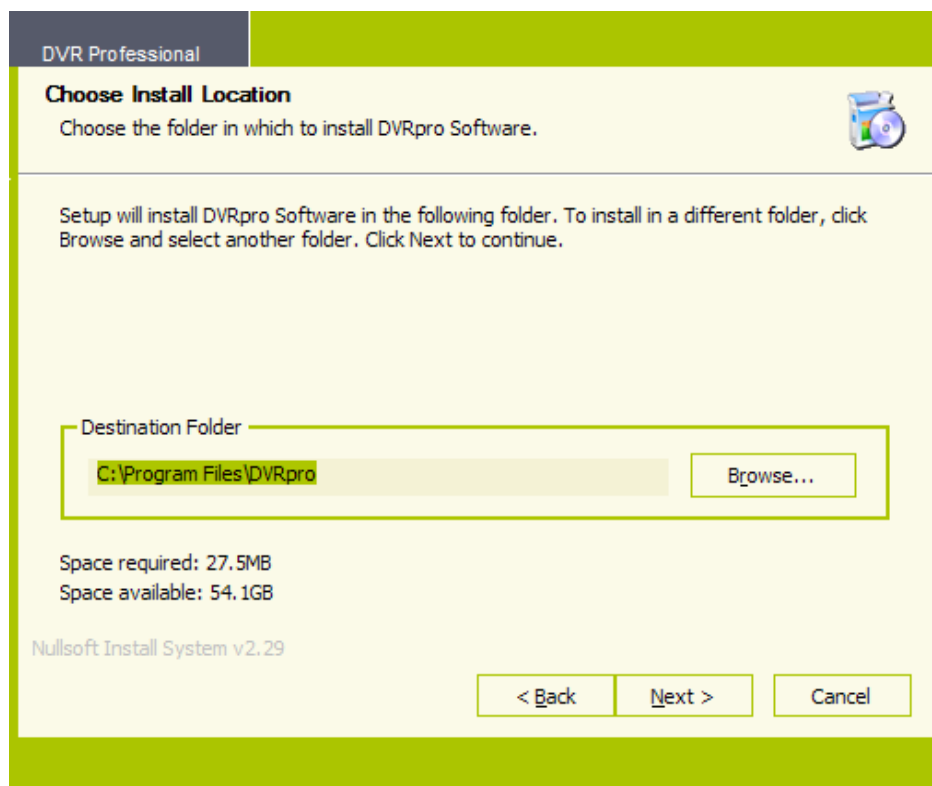 DVR Professional
Choose Install Location
Choose the folder in which to install DVRpro Software.
Setup will install DVRpro Software in the following folder. To install in a different folder, click
Browse and select another folder. Click Next to continue.
Destination Folder
C:\Program Files\DVRpro
Browse...
Space required: 27.5MB
Space available: 54.1GB
Nullsoft Install System v2.29
< Back Next > Cancel